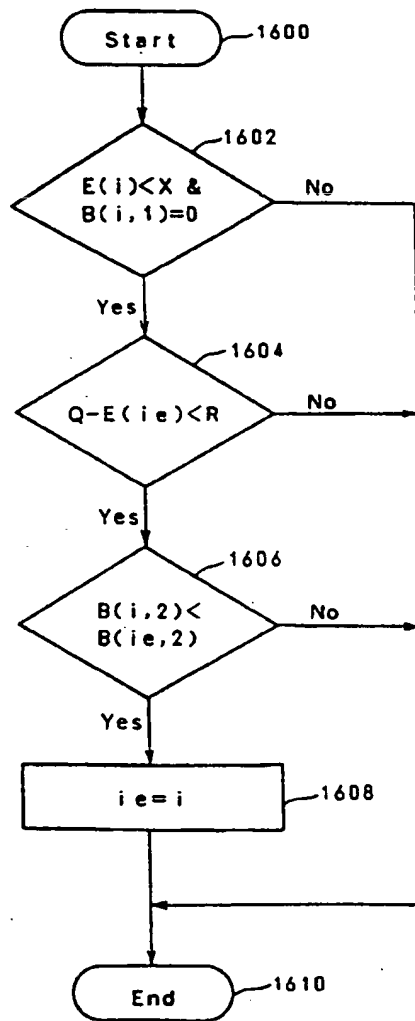 Start
1600
1602
E(i)<X &
B(i,1)=0
No
Yes
1604
Q-E(ie)<R
No
Yes
1606
B(i,2)<
B(ie,2)
No
Yes
ie=i
1608
End
1610